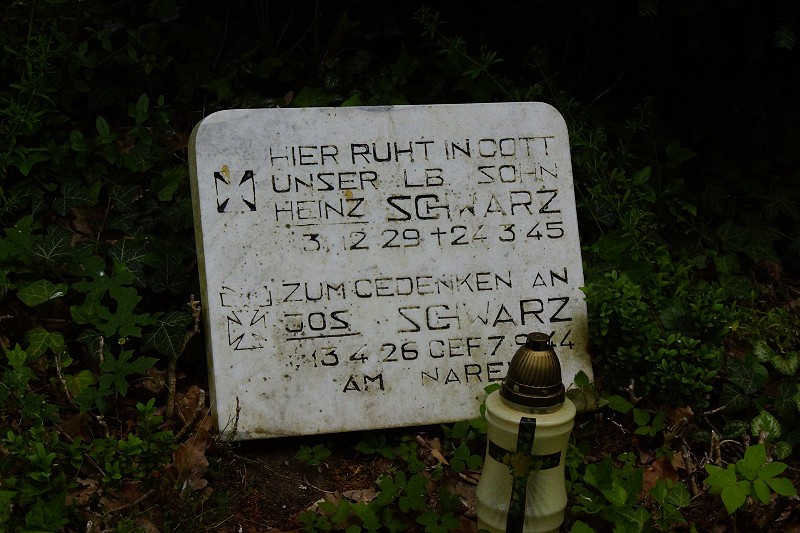 HIER RUHT IN GOTT
UNSER LB SOHN
HEINZ SCHWARZ
3 12 29 † 24 3 45
ZUM GEDENKEN AN
JOS SCHWARZ
13 4 26 GEF 7 9 44
AM